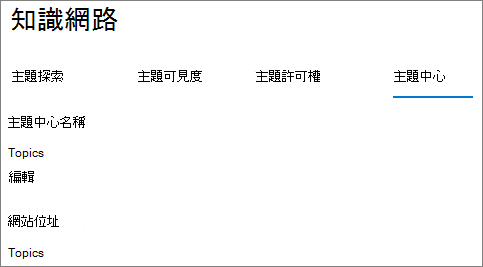 知識網路
主題探索 主題可見度 主題許可權 主題中心
主題中心名稱
Topics
編輯
網站位址
Topics